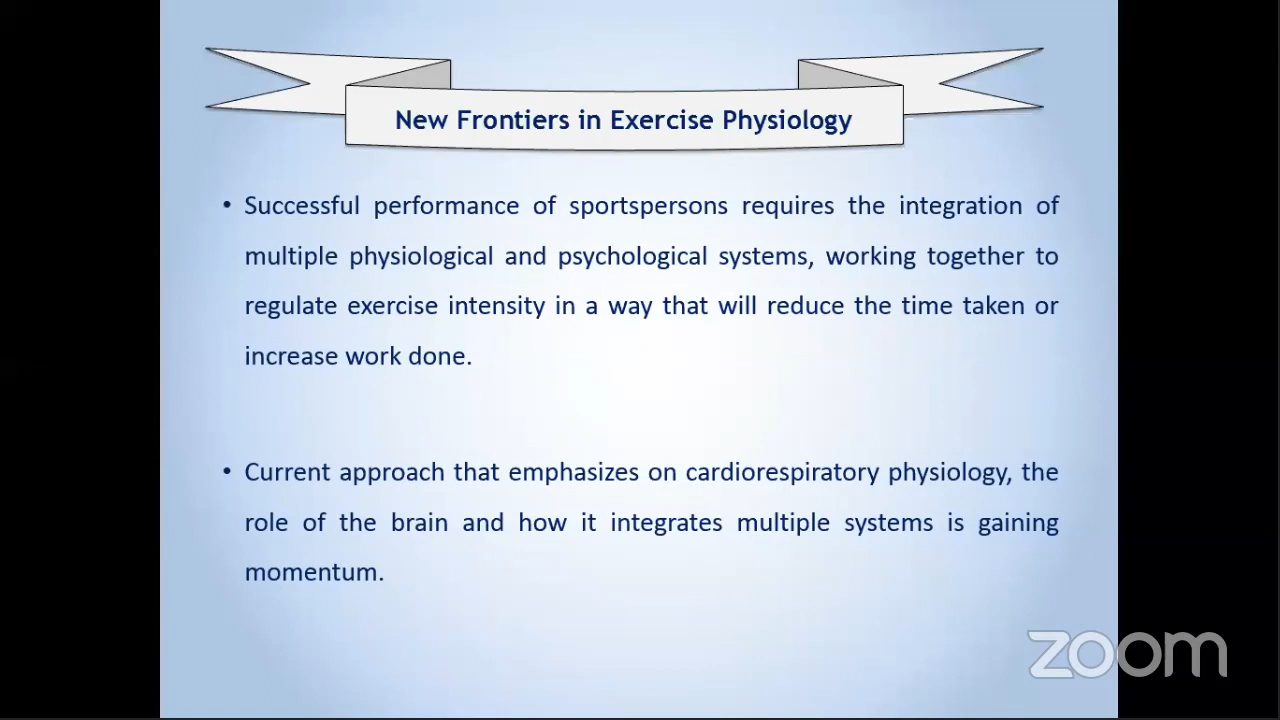 New Frontiers in Exercise Physiology
• Successful performance of sportspersons requires the integration of
multiple physiological and psychological systems, working together to
regulate exercise intensity in a way that will reduce the time taken or
increase work done.
• Current approach that emphasizes on cardiorespiratory physiology, the
role of the brain and how it integrates multiple systems is gaining
momentum.
zoom